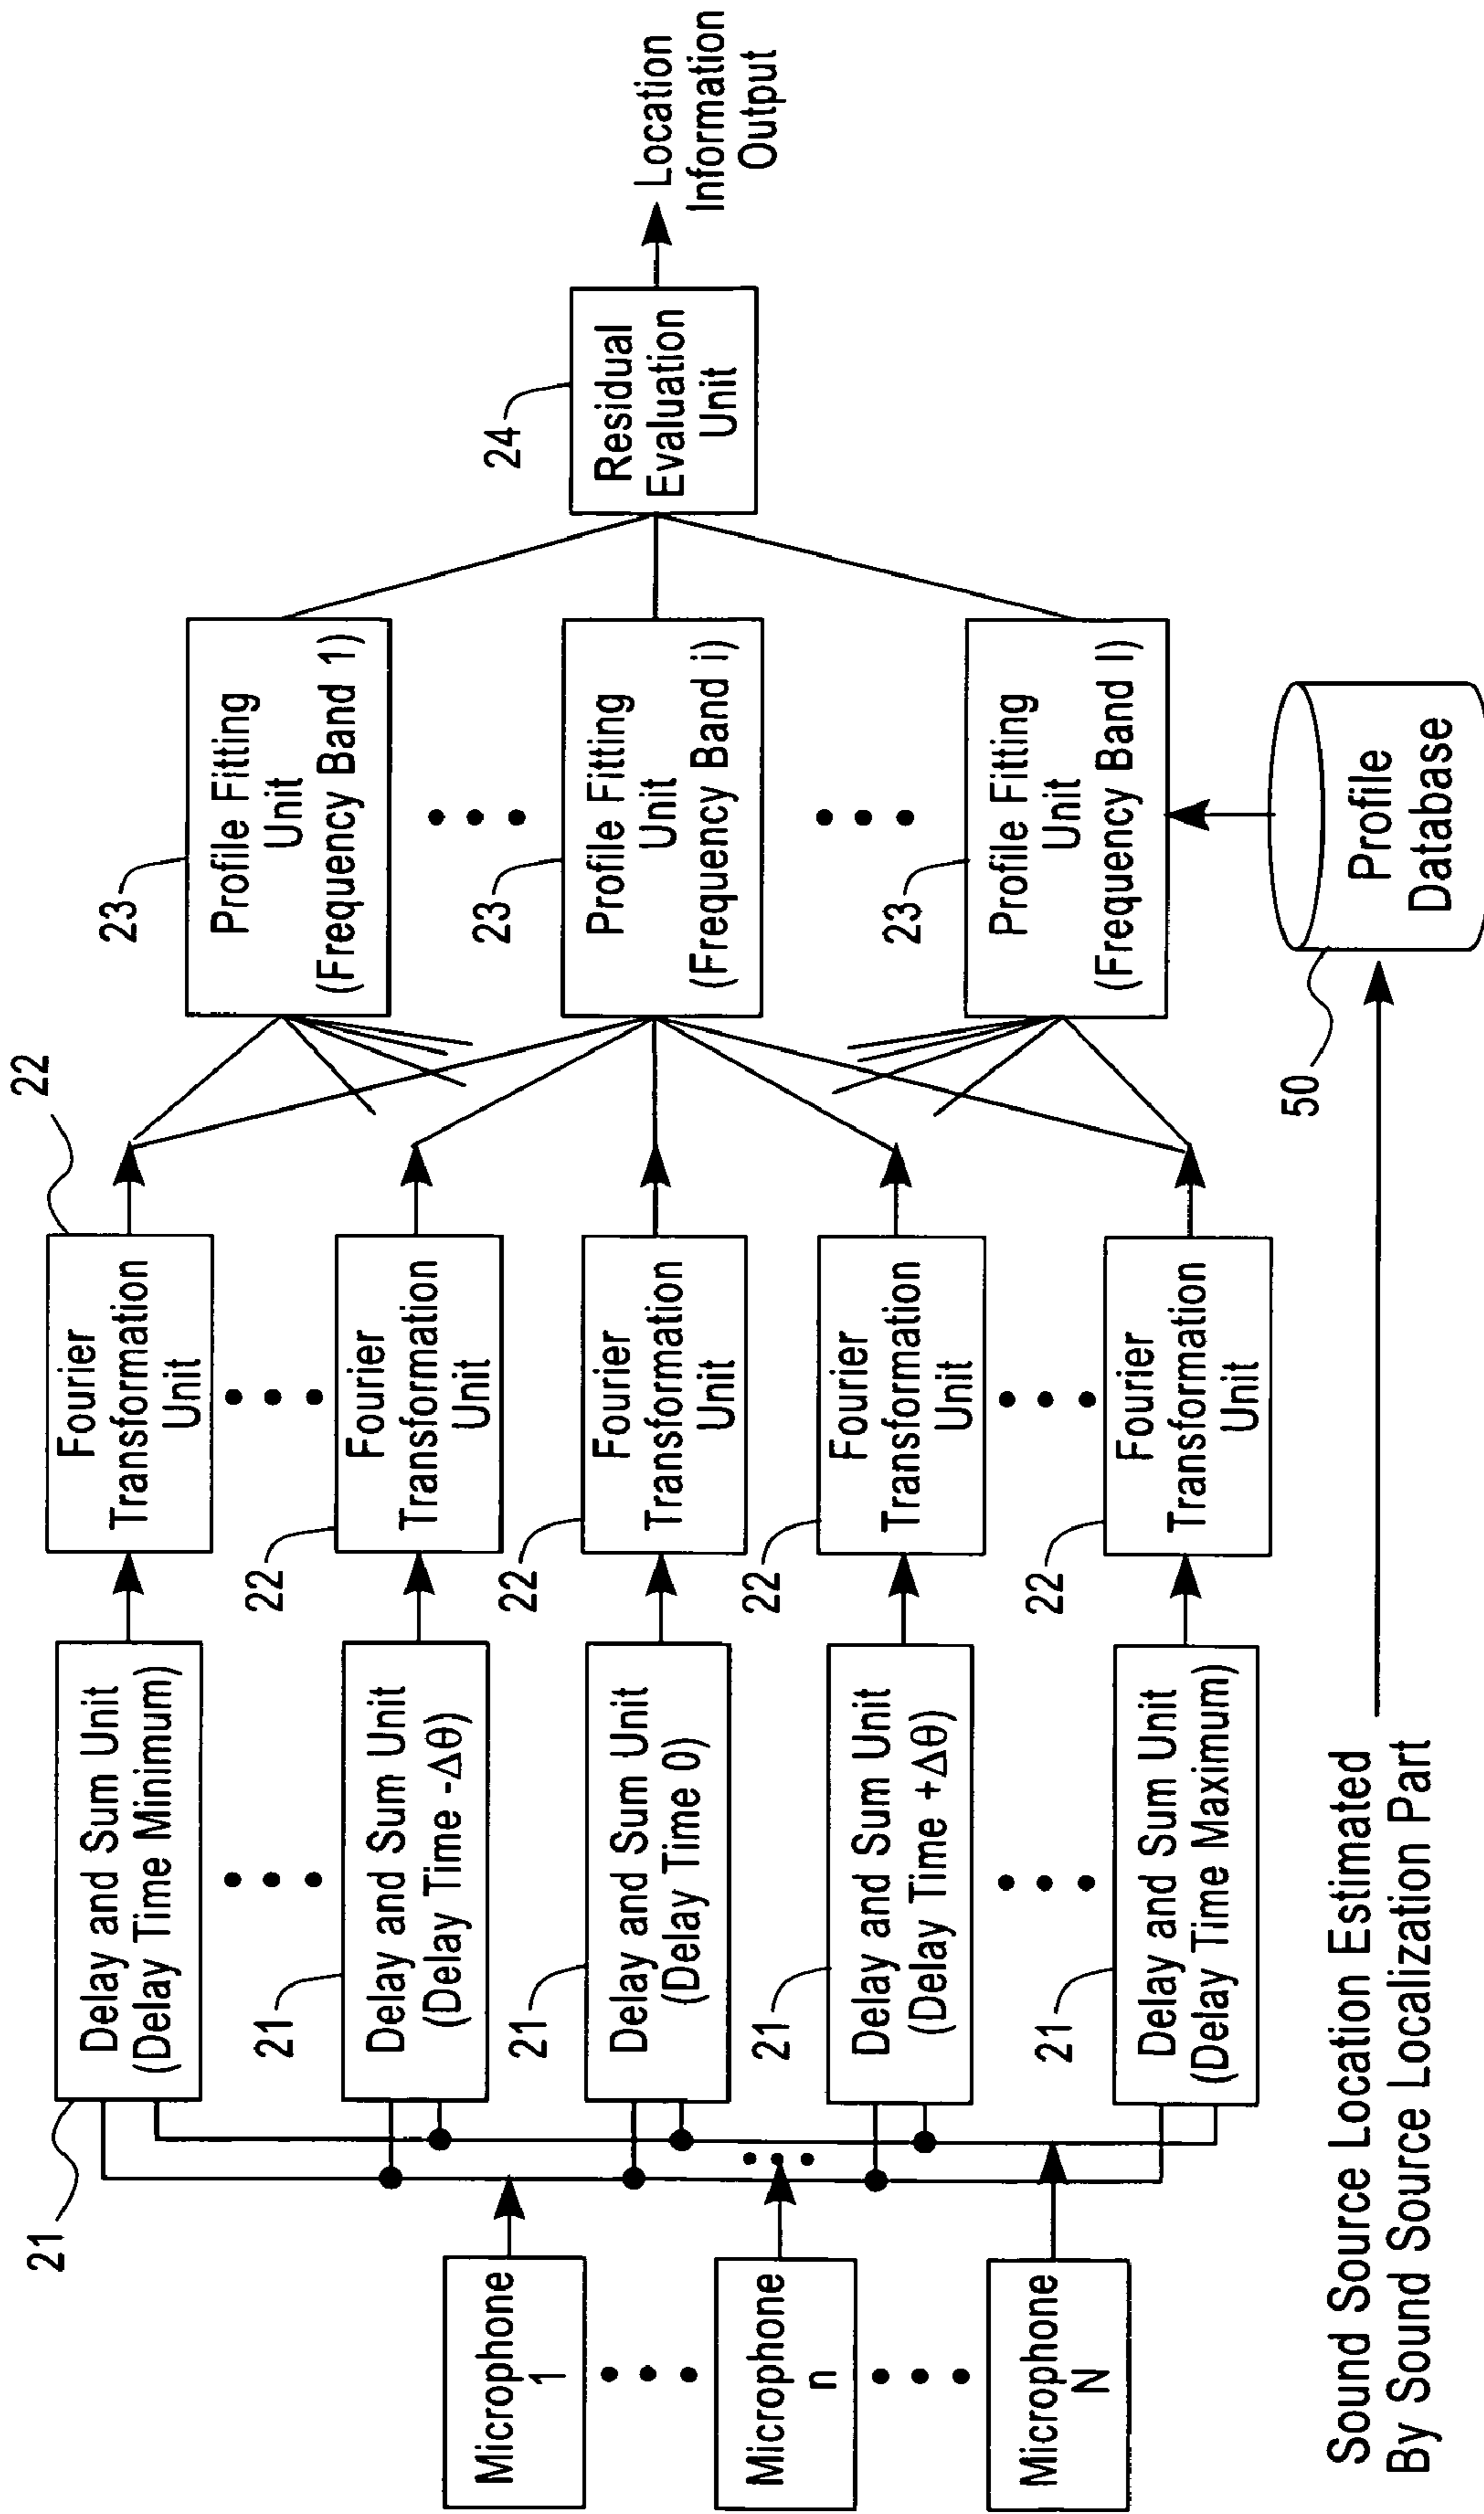 Microphone
1
Microphone
n
Microphone
N
21
Delay and Sum Unit
(Delay Time Minimum)
21
Delay and Sum Unit
(Delay Time -Δθ)
21
Delay and Sum Unit
(Delay Time 0)
21
Delay and Sum Unit
(Delay Time +Δθ)
21
Delay and Sum Unit
(Delay Time Maximum)
22
Fourier
Transformation
Unit
22
Fourier
Transformation
Unit
22
Fourier
Transformation
Unit
22
Fourier
Transformation
Unit
22
Fourier
Transformation
Unit
23
Profile Fitting
Unit
(Frequency Band 1)
23
Profile Fitting
Unit
(Frequency Band i)
23
Profile Fitting
Unit
(Frequency Band I)
24
Residual
Evaluation
Unit
Location
Information
Output
50
Profile
Database
Sound Source Location Estimated
By Sound Source Localization Part